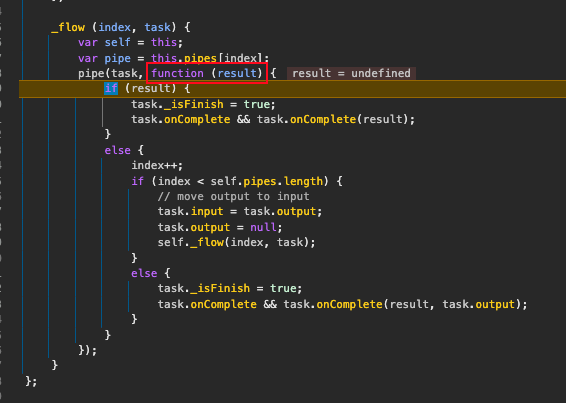 };
_flow (index, task) {
var self = this;
var pipe = this.pipes[index];
pipe(task, function (result) { result = undefined
if (result) {
task._isFinish = true;
task.onComplete && task.onComplete(result);
}
else {
index++;
if (index < self.pipes.length) {
// move output to input
task.input = task.output;
task.output = null;
self._flow(index, task);
}
else {
task._isFinish = true;
task.onComplete && task.onComplete(result, task.output);
}
}
});
}
};